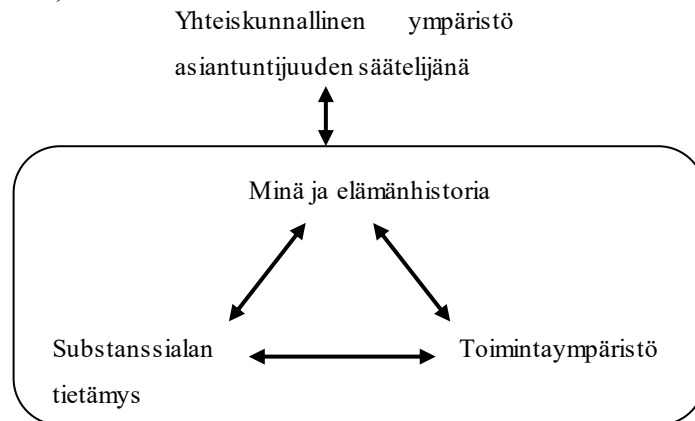 Yhteiskunnallinen ympäristö
asiantuntijuuden säätelijänä
Minä ja elämänhistoria
Substanssialan
tietämys
Toimintaympäristö